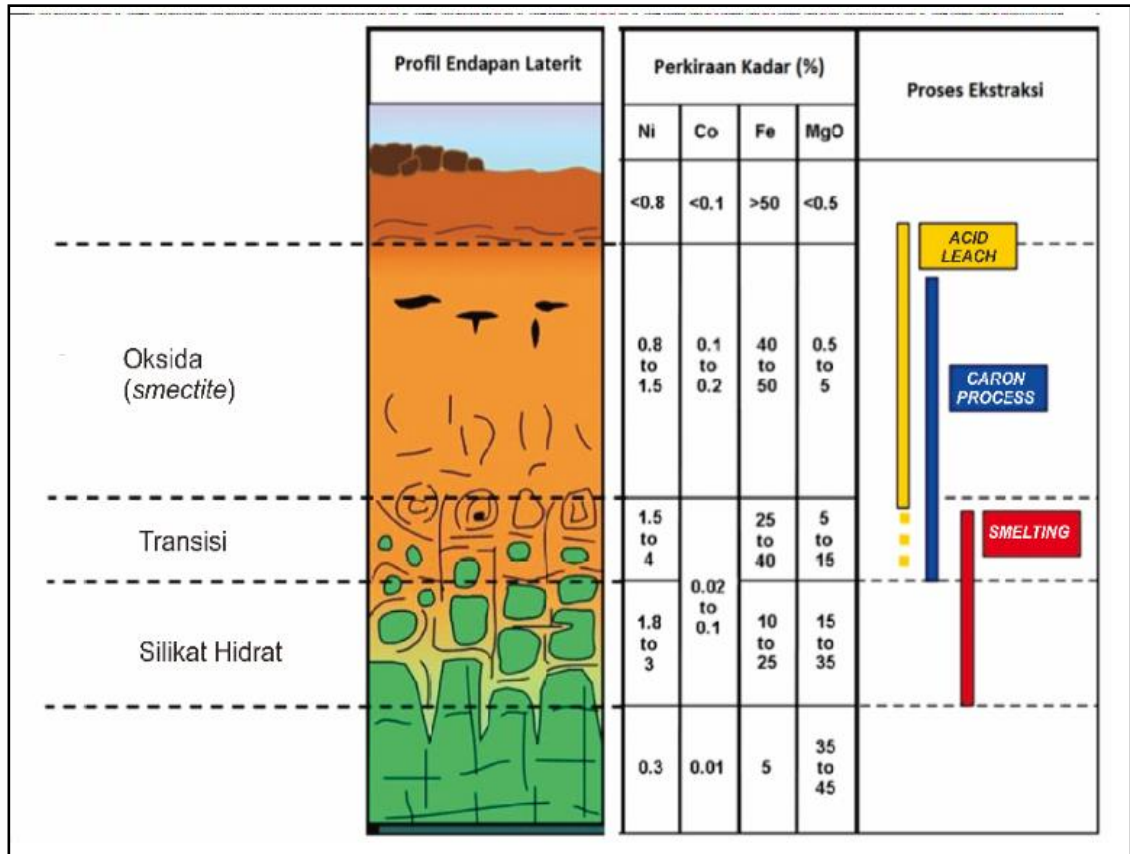 Profil Endapan Laterit
Perkiraan Kadar (%)
Proses Ekstraksi
Ni
Co
Fe
MgO
<0.8
<0.1
>50
<0.5
ACID
LEACH
Oksida
(smectite)
0.8
to
1.5
0.1
to
0.2
40
to
50
0.5
to
5
CARON
PROCESS
Transisi
1.5
to
4
25
to
40
5
to
15
SMELTING
0.02
to
0.1
Silikat Hidrat
1.8
to
3
10
to
25
15
to
35
0.3
0.01
5
35
to
45